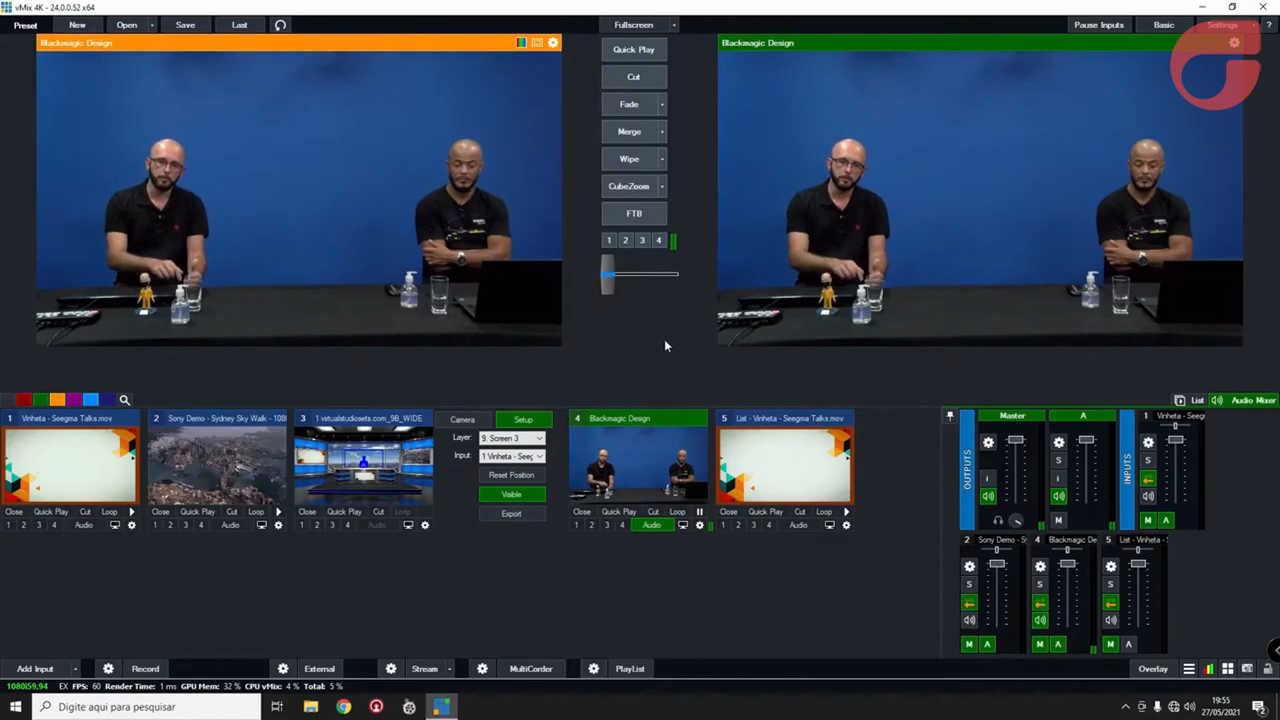 vMix 4K - 24.0.0.52 x64
Preset New Open Save Last Fullscreen Pause Inputs Basic Settings ?
Blackmagic Design
Blackmagic Design
Quick Play
Cut
Fade
Merge
Wipe
CubeZoom
FTB
1 2 3 4
List Audio Mixer
1 Vinheta - Seegma Talks.mov
2 Sony Demo - Sydney Sky Walk - 108
3 1 virtualstudiosets.com_9B_WIDE
Camera Setup
Layer: 9. Screen 3
Input: 1 Vinheta - Seeg
Reset Position
Visible
Export
4 Blackmagic Design
5 List - Vinheta - Seegma Talks.mov
Close Quick Play Cut Loop
1 2 3 4 Audio
Close Quick Play Cut Loop
1 2 3 4 Audio
Close Quick Play Cut Loop
1 2 3 4 Audio
Close Quick Play Cut Loop
1 2 3 4 Audio
Close Quick Play Cut Loop
1 2 3 4 Audio
OUTPUTS
Master
A
S
M
INPUTS
1 Vinheta - Seeg
S
M A
2 Sony Demo - S
S
M A
4 Blackmagic De
S
M A
5 List - Vinheta -
S
M A
Add Input Record External Stream MultiCorder PlayList Overlay
1080i59,94 EX FPS: 60 Render Time: 1 ms GPU Mem: 32 % CPU vMix: 4 % Total: 5 %
Digite aqui para pesquisar
19:55
27/05/2021
2